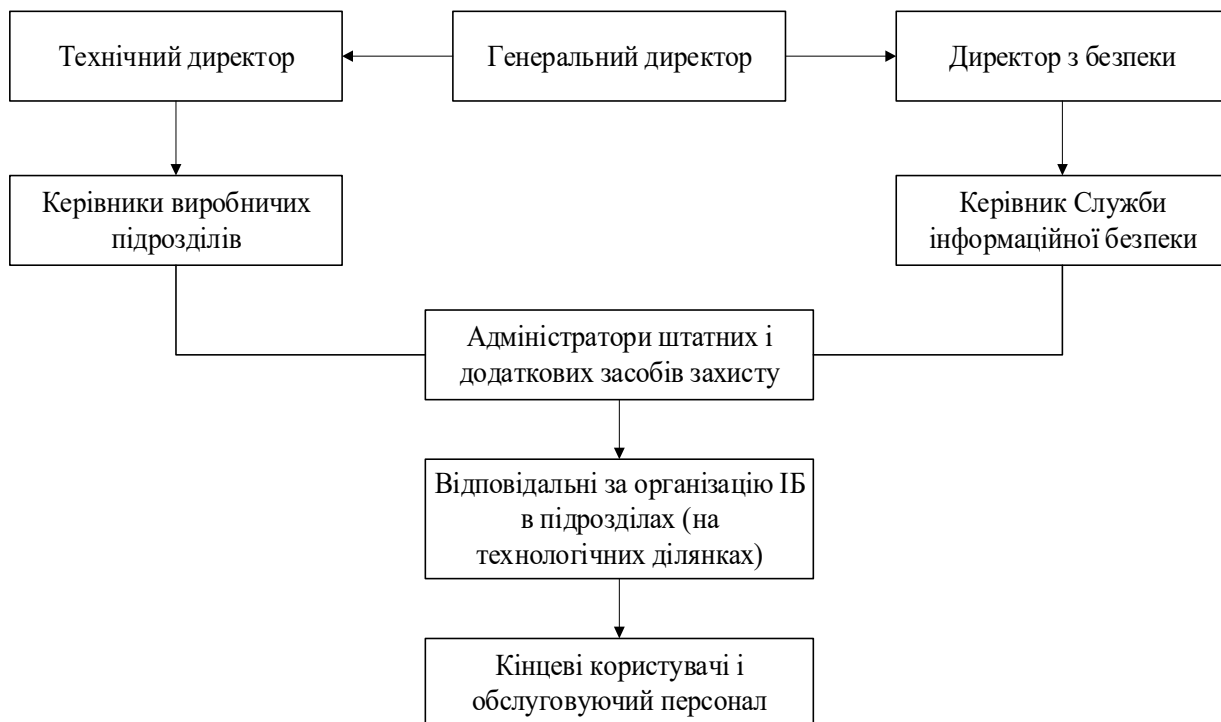 Технічний директор
Генеральний директор
Директор з безпеки
Керівники виробничих
підрозділів
Керівник Служби
інформаційної безпеки
Адміністратори штатних і
додаткових засобів захисту
Відповідальні за організацію ІБ
в підрозділах (на
технологічних ділянках)
Кінцеві користувачі і
обслуговуючий персонал